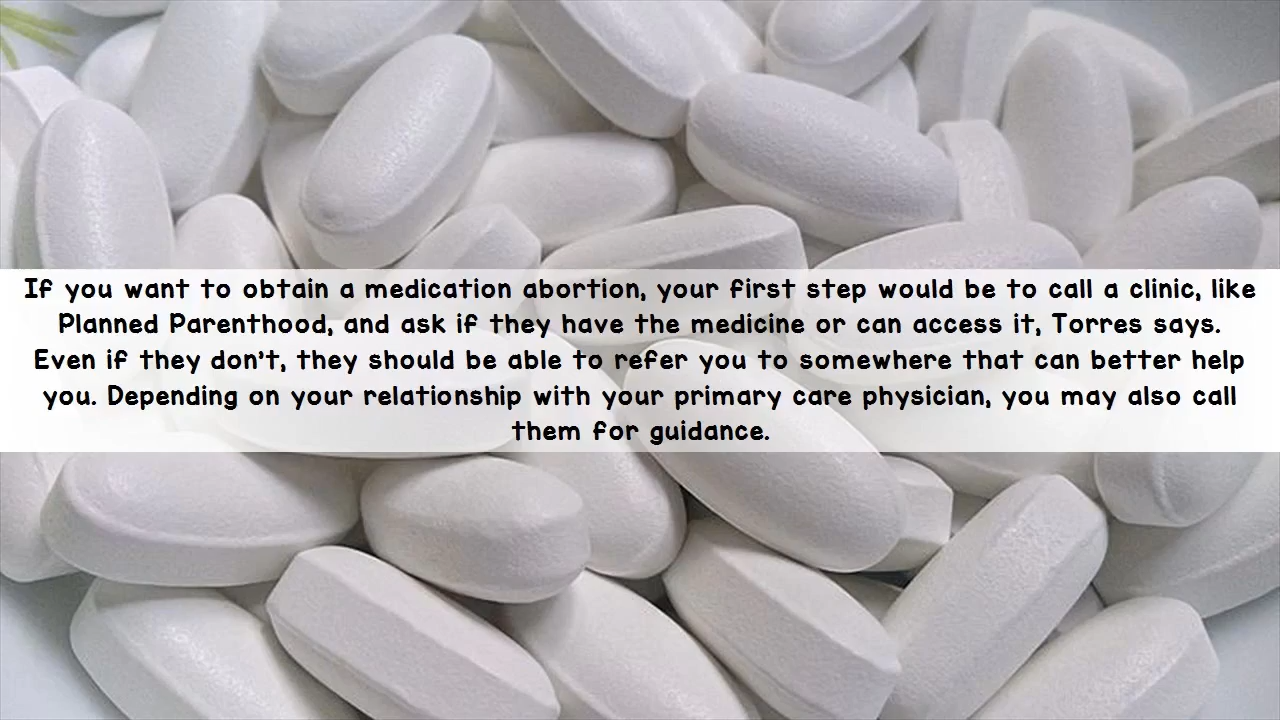 If you want to obtain a medication abortion, your first step would be to call a clinic, like
Planned Parenthood, and ask if they have the medicine or can access it, Torres says.
Even if they don't, they should be able to refer you to somewhere that can better help
you. Depending on your relationship with your primary care physician, you may also call
them for guidance.